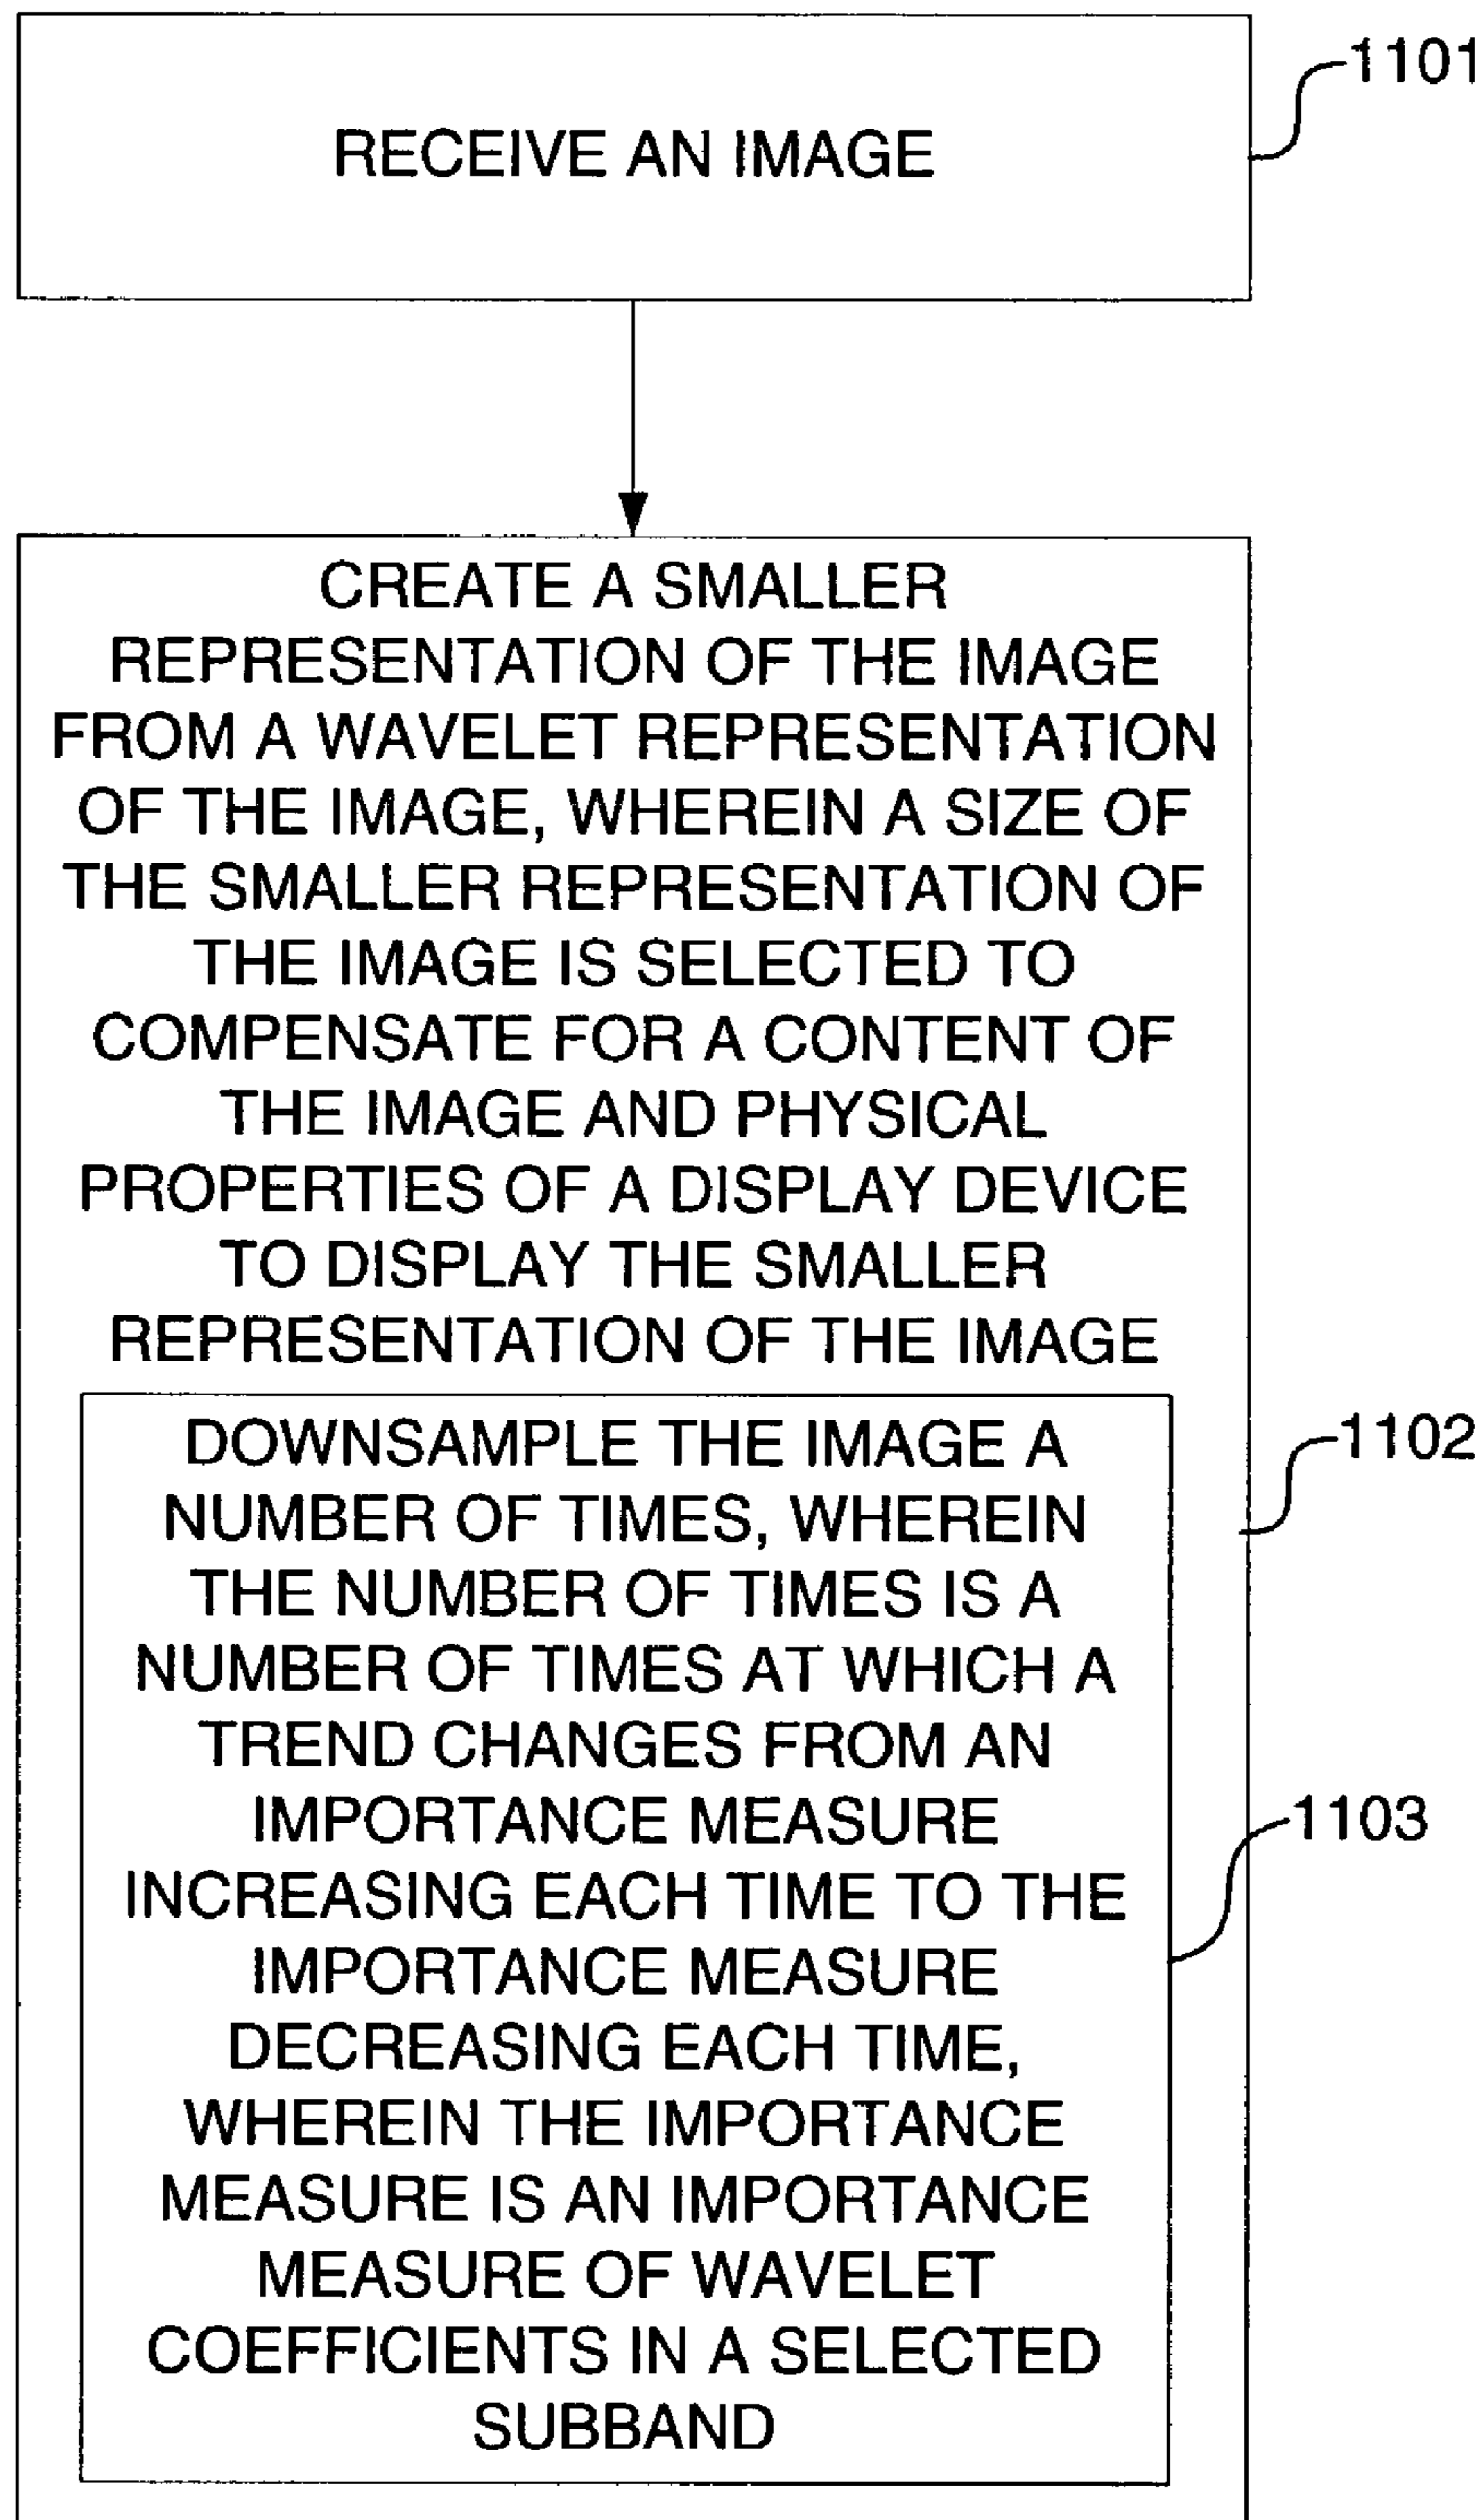 1101
RECEIVE AN IMAGE
CREATE A SMALLER
REPRESENTATION OF THE IMAGE
FROM A WAVELET REPRESENTATION
OF THE IMAGE, WHEREIN A SIZE OF
THE SMALLER REPRESENTATION OF
THE IMAGE IS SELECTED TO
COMPENSATE FOR A CONTENT OF
THE IMAGE AND PHYSICAL
PROPERTIES OF A DISPLAY DEVICE
TO DISPLAY THE SMALLER
REPRESENTATION OF THE IMAGE
1102
DOWNSAMPLE THE IMAGE A
NUMBER OF TIMES, WHEREIN
THE NUMBER OF TIMES IS A
NUMBER OF TIMES AT WHICH A
TREND CHANGES FROM AN
IMPORTANCE MEASURE
INCREASING EACH TIME TO THE
IMPORTANCE MEASURE
DECREASING EACH TIME,
WHEREIN THE IMPORTANCE
MEASURE IS AN IMPORTANCE
MEASURE OF WAVELET
COEFFICIENTS IN A SELECTED
SUBBAND
1103